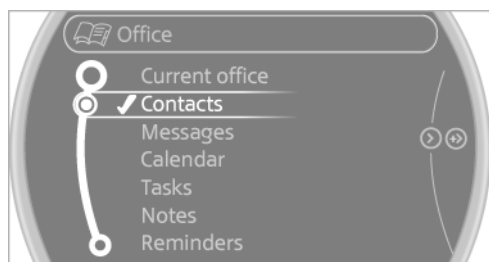 Office
Current office
Contacts
Messages
Calendar
Tasks
Notes
Reminders